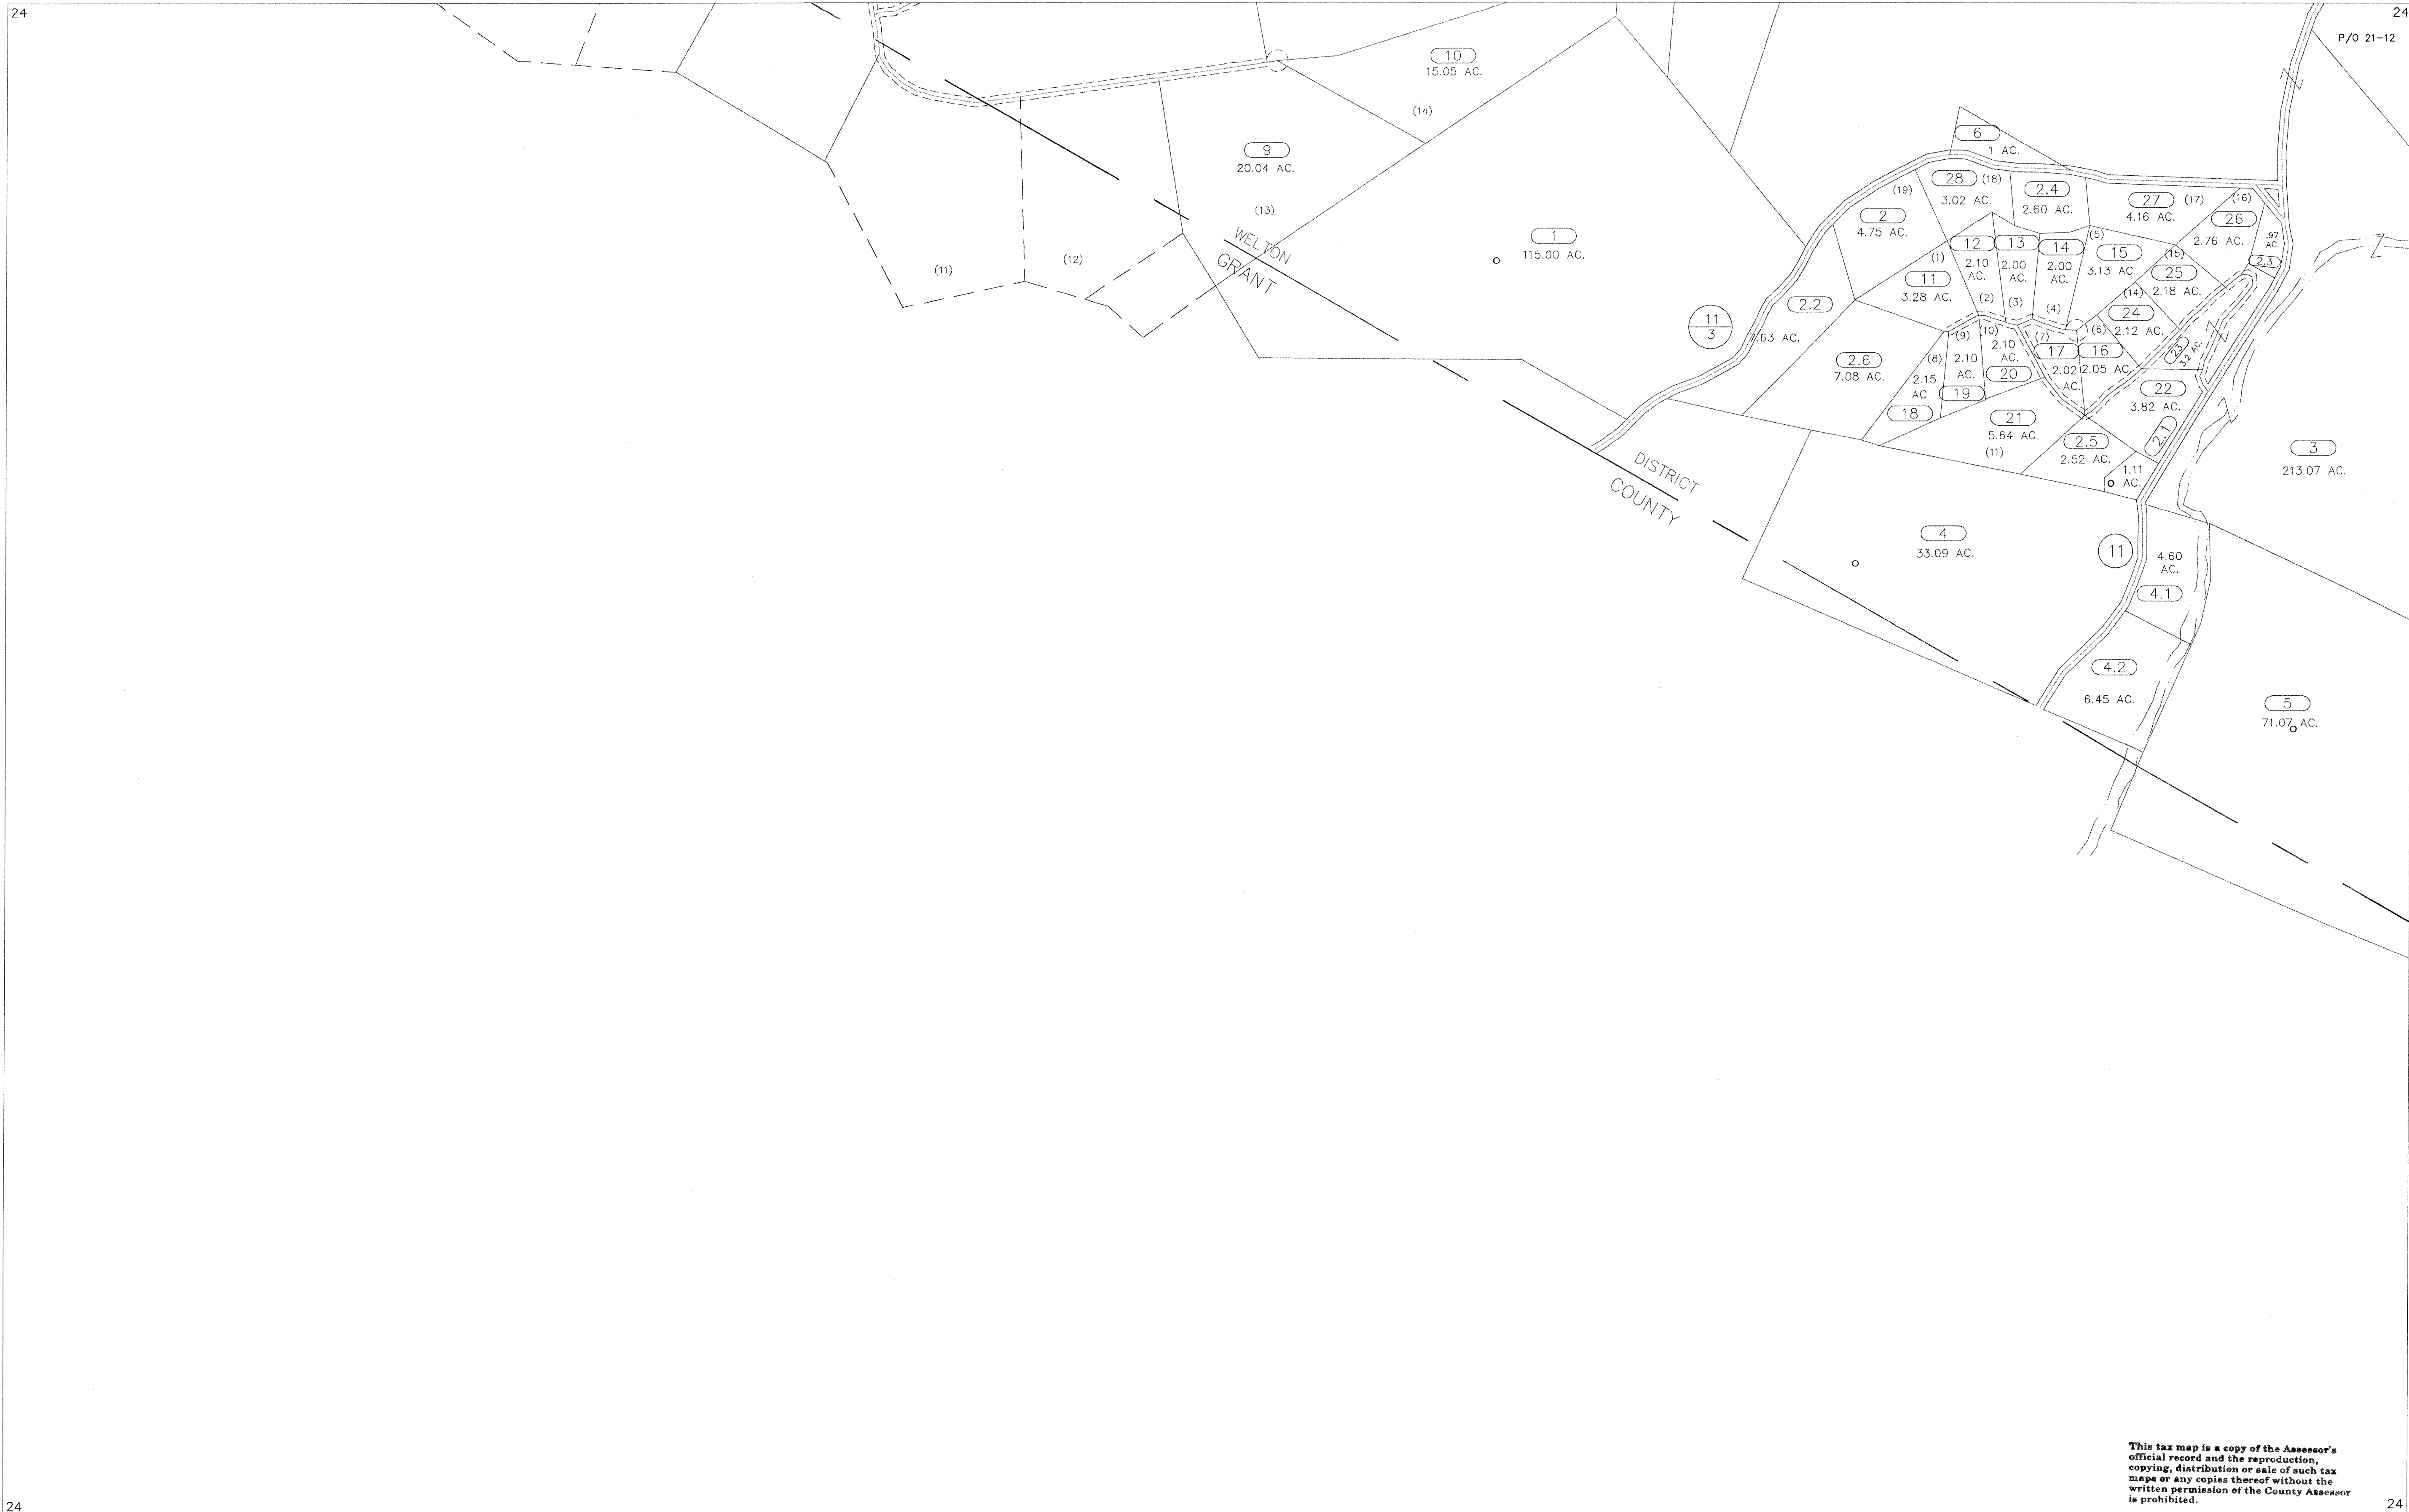 24
24
P/O 21-12
10
15.05 AC.
(14)
9
20.04 AC.
(13)
(11)
(12)
WELTON
GRANT
1
115.00 AC.
11
3
6
1 AC.
(19)
2
4.75 AC.
28
(18)
3.02 AC.
2.4
2.60 AC.
27
(17)
4.16 AC.
(16)
26
2.76 AC.
.97
AC.
2.3
(1)
11
3.28 AC.
12
2.10
AC.
(2)
13
2.00
AC.
(3)
14
2.00
AC.
(4)
(5)
15
3.13 AC.
(15)
25
2.18 AC.
(14)
24
2.12 AC.
2.2
7.63 AC.
2.6
7.08 AC.
(8)
2.15
AC
18
(9)
2.10
AC.
19
(10)
2.10
AC.
20
(7)
17
2.02
AC.
(6)
16
2.05 AC.
23
3.2 AC.
22
3.82 AC.
21
5.64 AC.
(11)
2.5
2.52 AC.
2.1
1.11
AC.
3
213.07 AC.
DISTRICT
COUNTY
4
33.09 AC.
11
4.60
AC.
4.1
4.2
6.45 AC.
5
71.07 AC.
This tax map is a copy of the Assessor's
official record and the reproduction,
copying, distribution or sale of such tax
maps or any copies thereof without the
written permission of the County Assessor
is prohibited.
24
24